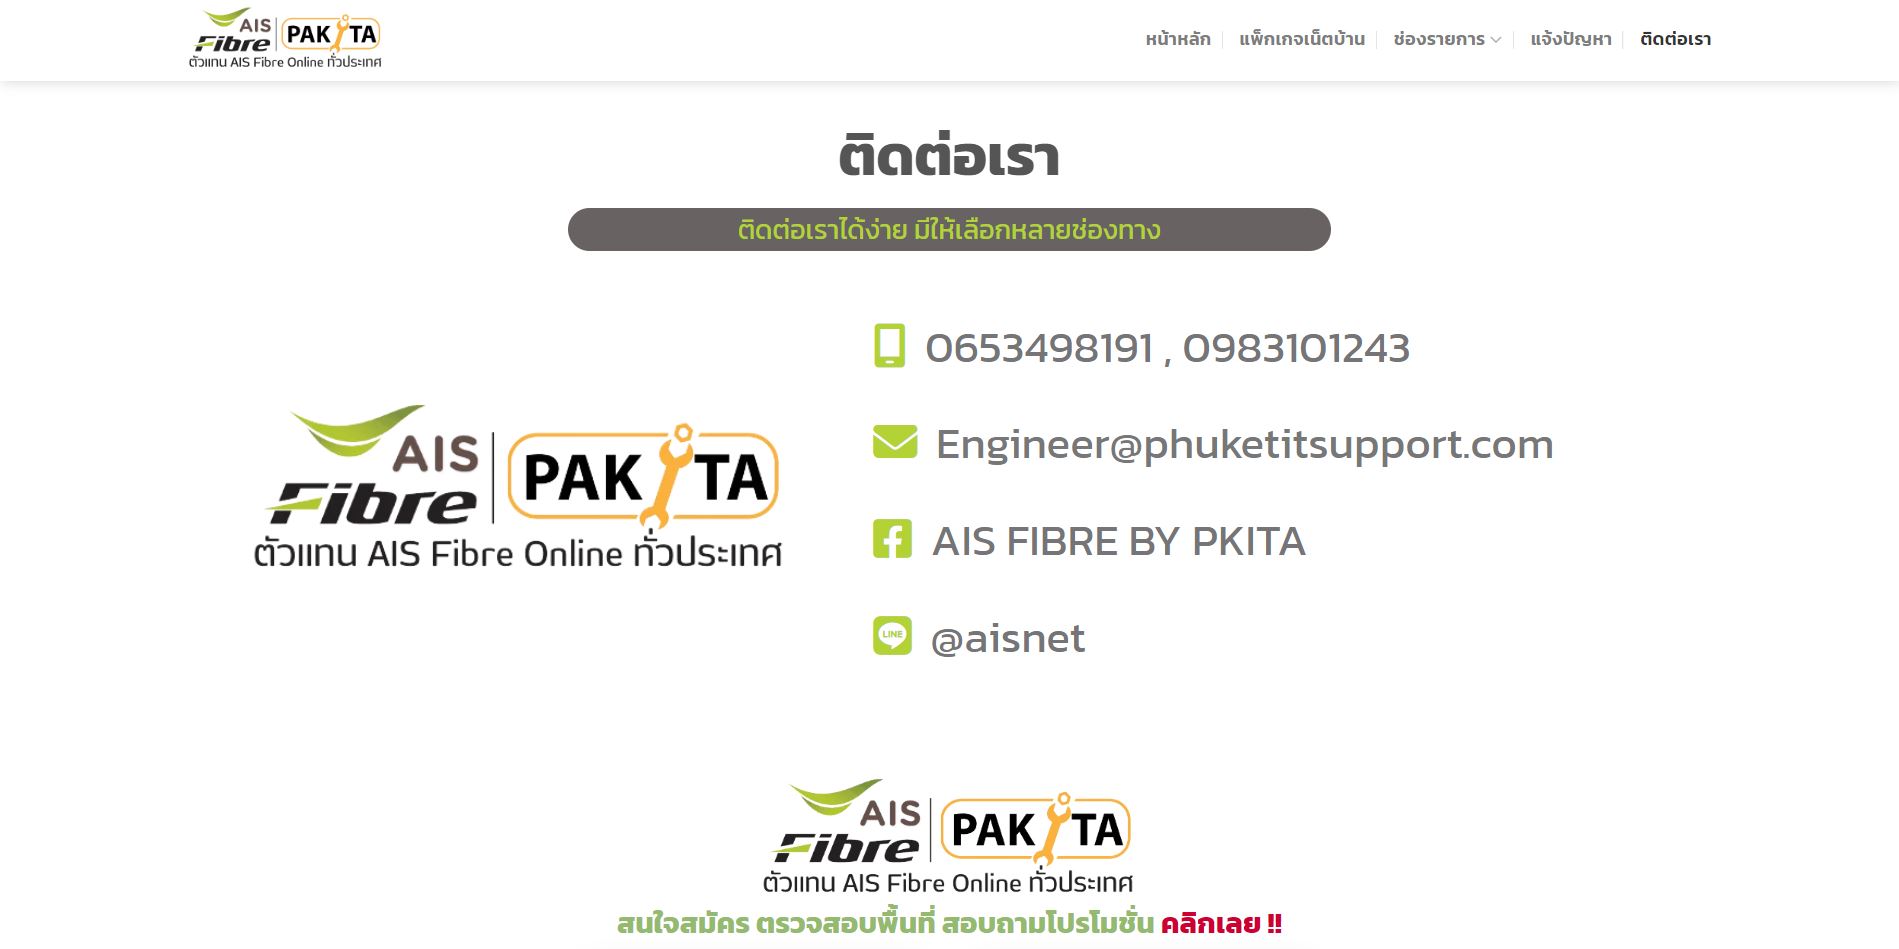 AIS
Fibre
PAKITA
ตัวแทน AIS Fibre Online ทั่วประเทศ
หน้าหลัก
แพ็กเกจเน็ตบ้าน
ช่องรายการ
แจ้งปัญหา
ติดต่อเรา
ติดต่อเรา
ติดต่อเราได้ง่าย มีให้เลือกหลายช่องทาง
AIS
Fibre
PAKITA
ตัวแทน AIS Fibre Online ทั่วประเทศ
0653498191 , 0983101243
Engineer@phuketitsupport.com
AIS FIBRE BY PKITA
LINE
@aisnet
AIS
Fibre
PAKITA
ตัวแทน AIS Fibre Online ทั่วประเทศ
สนใจสมัคร ตรวจสอบพื้นที่ สอบถามโปรโมชั่น คลิกเลย !!